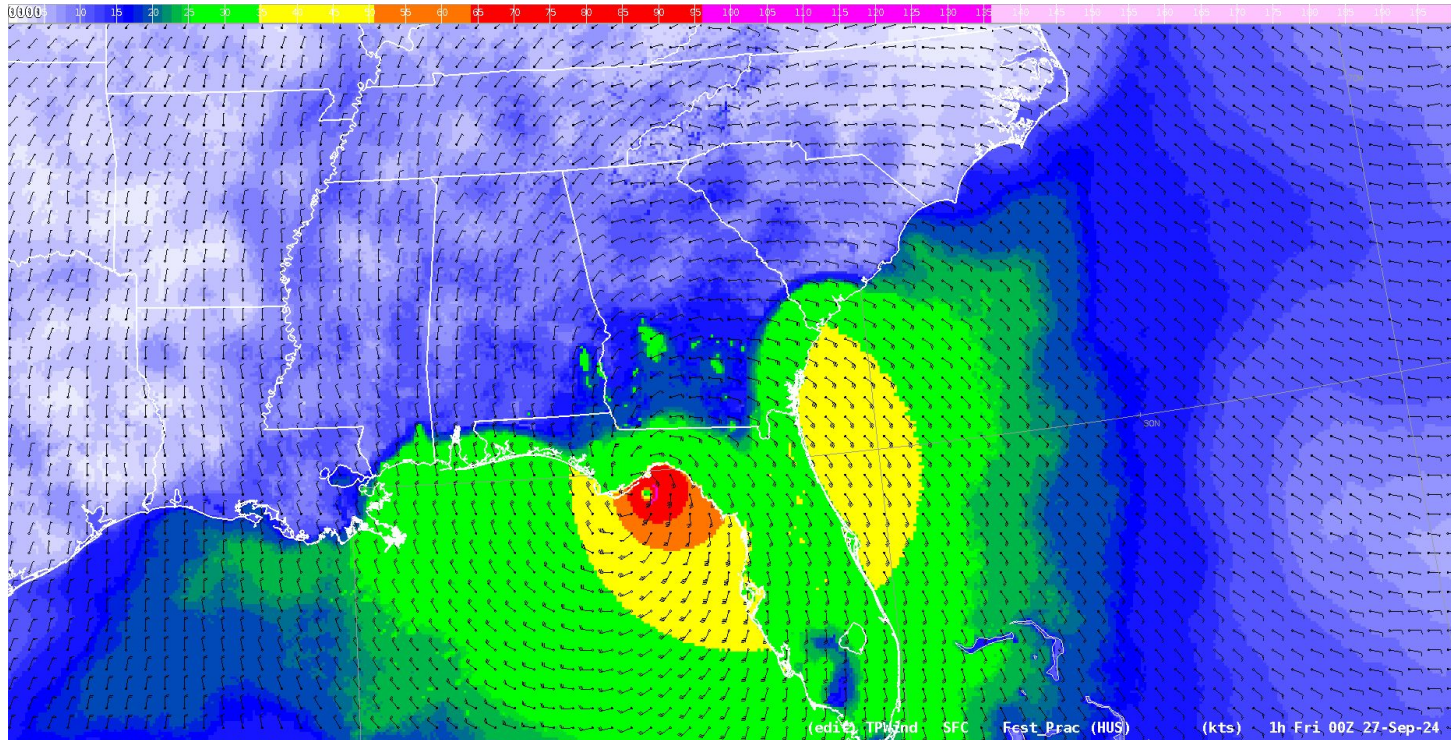 10 15 20 25 30 35 40 45 50 55 60 65 70 75 80 85 90 95 100 105 110 115 120 125 130 135 140 145 150 155 160 165 170 175 180 185 190 195
30N
(edit) TPWind SFC Fcst_Prac (HUS) (kts) 1h Fri 00Z 27-Sep-24